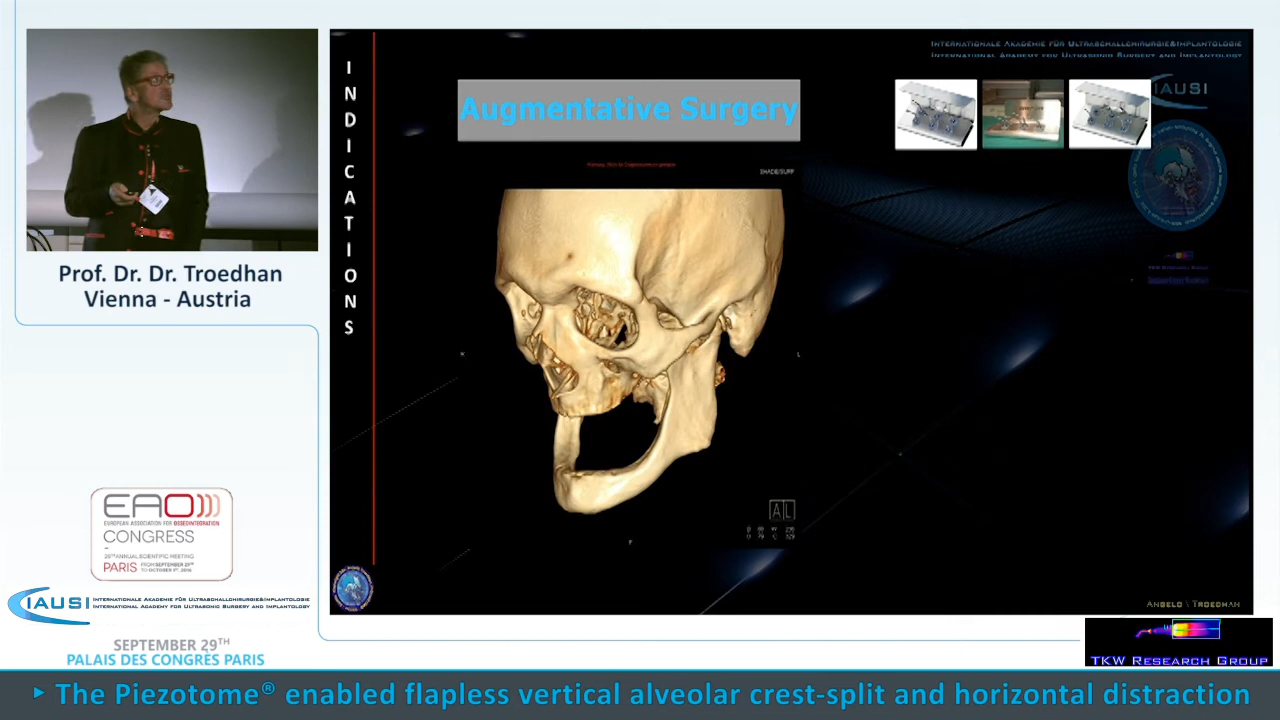 INDICATIONS
INTERNATIONALE AKADEMIE FÜR ULTRASCHALLCHIRURGIE&IMPLANTOLOGIE
INTERNATIONAL ACADEMY FOR ULTRASONIC SURGERY AND IMPLANTOLOGY
Augmentative Surgery
IAUSI
SHADE/SURF
L
AL
ANGELO \ TROEDHAN
Prof. Dr. Dr. Troedhan
Vienna - Austria
EAO
EUROPEAN ASSOCIATION FOR OSSEOINTEGRATION
CONGRESS
PARIS
IAUSI
INTERNATIONALE AKADEMIE FÜR ULTRASCHALLCHIRURGIE&IMPLANTOLOGIE
INTERNATIONAL ACADEMY FOR ULTRASONIC SURGERY AND IMPLANTOLOGY
SEPTEMBER 29TH
PALAIS DES CONGRÈS PARIS
TKW RESEARCH GROUP
The Piezotome® enabled flapless vertical alveolar crest-split and horizontal distraction